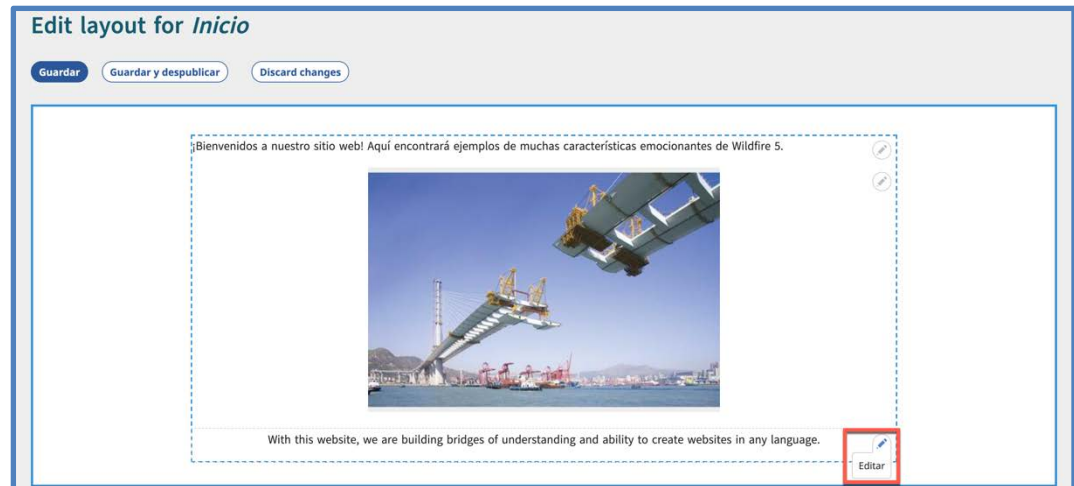 Edit layout for Inicio
Guardar
Guardar y despublicar
Discard changes
¡Bienvenidos a nuestro sitio web! Aquí encontrará ejemplos de muchas características emocionantes de Wildfire 5.
With this website, we are building bridges of understanding and ability to create websites in any language.
Editar